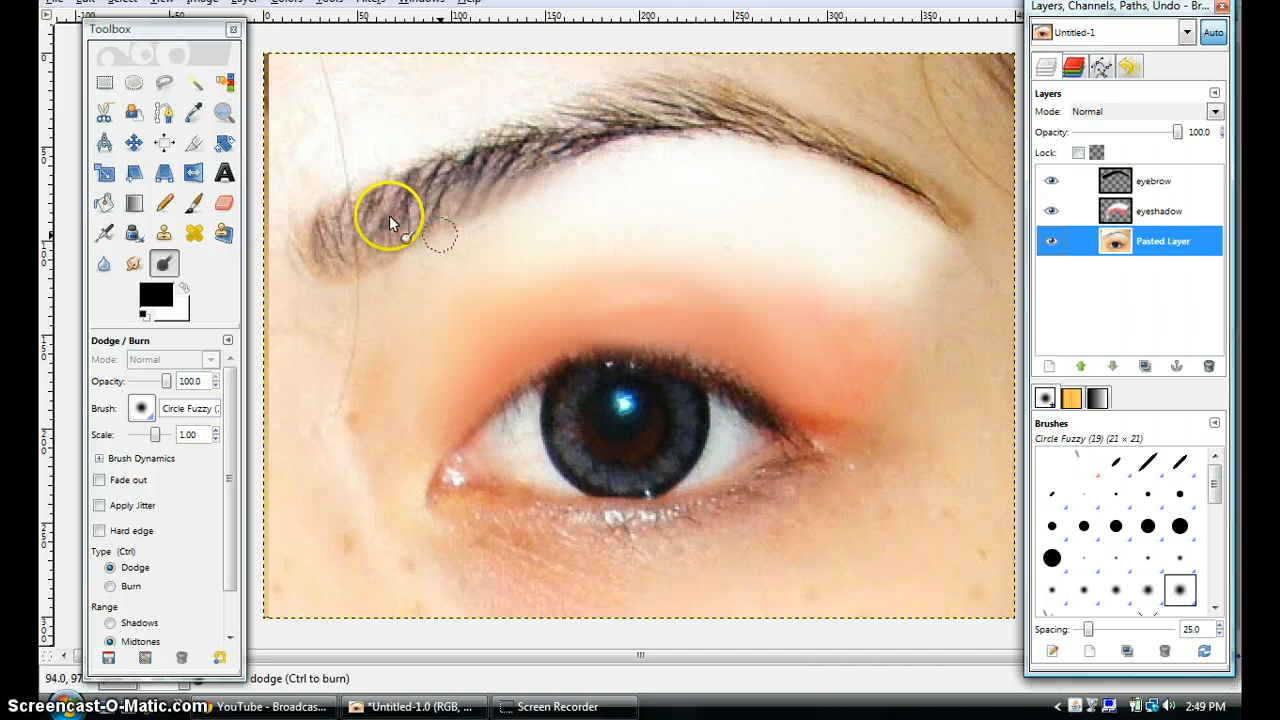 Toolbox
Layers, Channels, Paths, Undo - Br...
Untitled-1
Auto
Layers
Mode: Normal
Opacity: 100.0
Lock:
eyebrow
eyeshadow
Pasted Layer
Dodge / Burn
Mode: Normal
Opacity: 100.0
Brush: Circle Fuzzy (
Scale: 1.00
Brush Dynamics
Fade out
Apply Jitter
Hard edge
Type (Ctrl)
Dodge
Burn
Range
Shadows
Midtones
Brushes
Circle Fuzzy (19) (21 × 21)
Spacing: 25.0
dodge (Ctrl to burn)
Screencast-O-Matic.com
YouTube - Broadcas...
*Untitled-1.0 (RGB, ...
Screen Recorder
2:49 PM